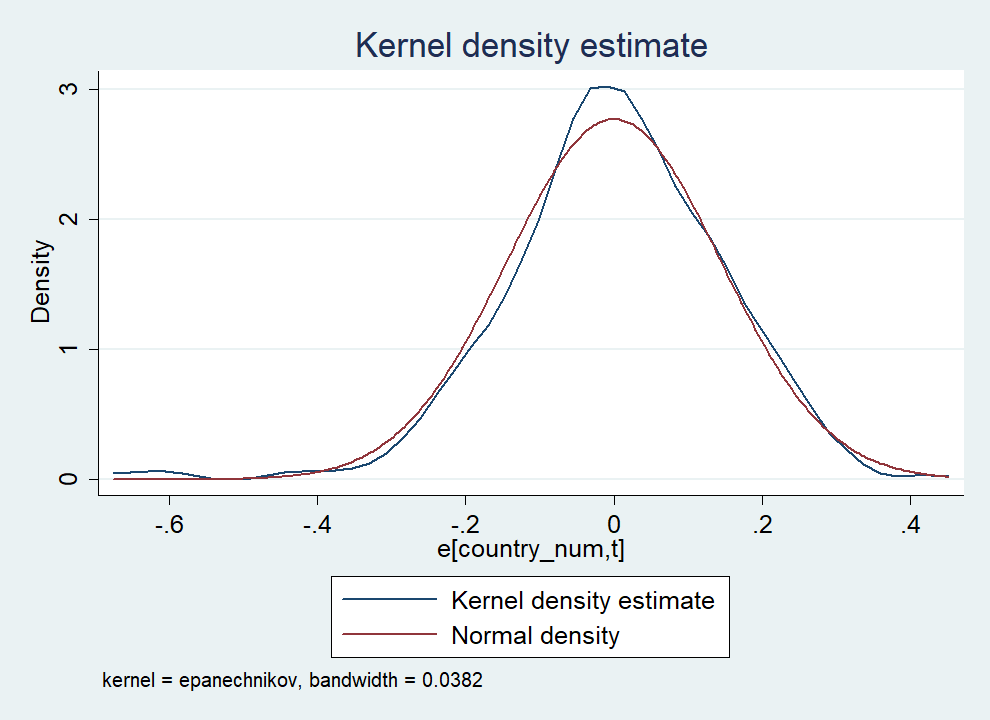 Kernel density estimate
3
2
1
0
Density
-.6 -.4 -.2 0 .2 .4
e[country_num,t]
Kernel density estimate
Normal density
kernel = epanechnikov, bandwidth = 0.0382